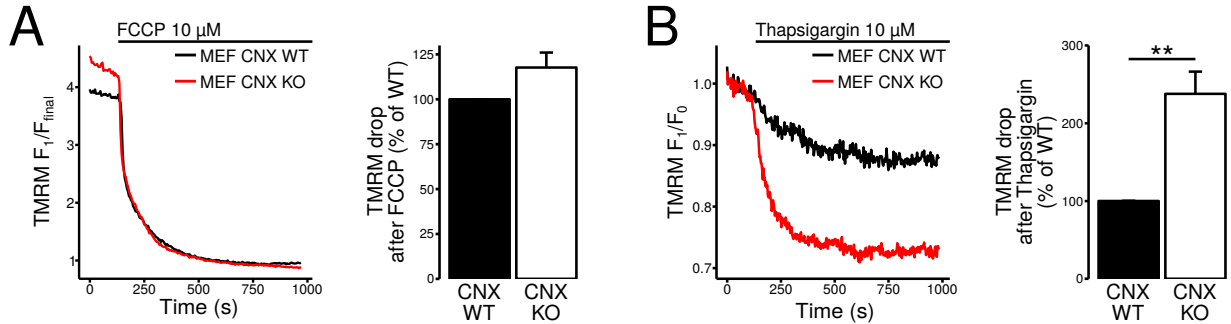 A
FCCP 10 µM
MEF CNX WT
MEF CNX KO
TMRM F1/Ffinal
4
3
2
1
0
250
500
750
1000
Time (s)
TMRM drop
after FCCP (% of WT)
125
100
75
50
25
0
CNX
WT
CNX
KO
B
Thapsigargin 10 µM
MEF CNX WT
MEF CNX KO
TMRM F1/F0
1.0
0.9
0.8
0.7
0
250
500
750
1000
Time (s)
TMRM drop
after Thapsigargin
(% of WT)
300
200
100
0
**
CNX
WT
CNX
KO